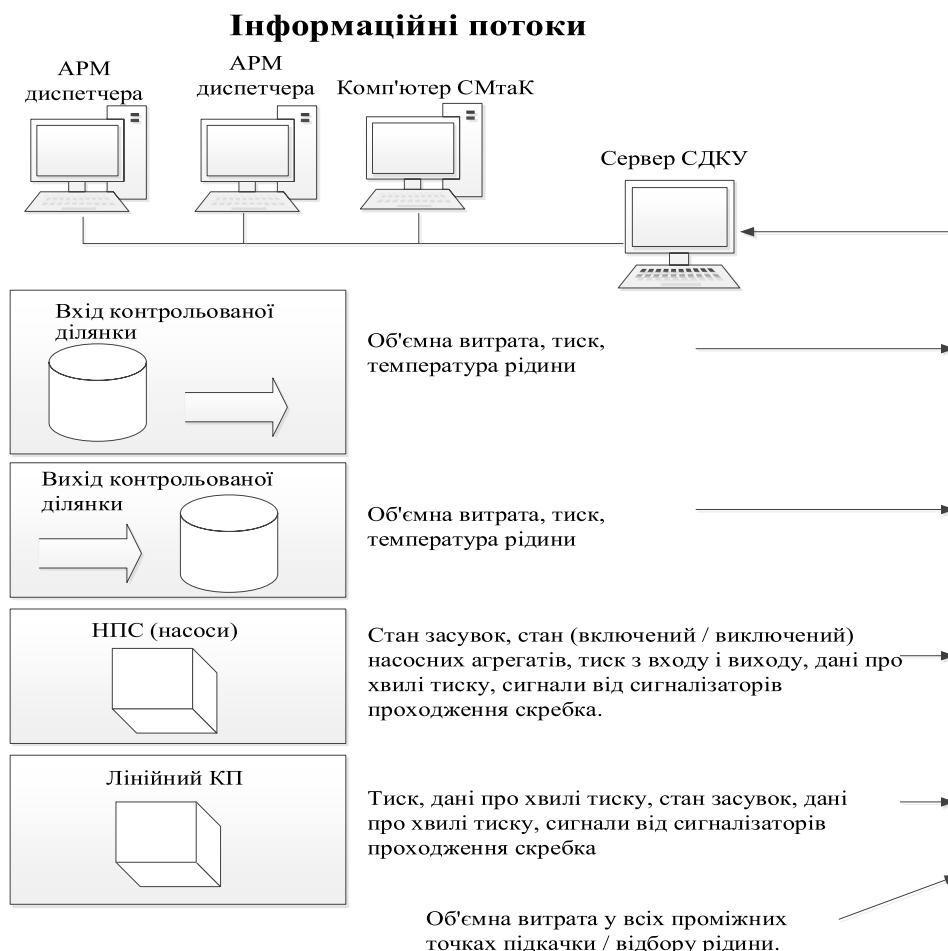 Інформаційні потоки
АРМ
диспетчера
АРМ
диспетчера
Комп'ютер СМтаК
Сервер СДКУ
Вхід контрольованої
ділянки
Об'ємна витрата, тиск,
температура рідини
Вихід контрольованої
ділянки
Об'ємна витрата, тиск,
температура рідини
НПС (насоси)
Стан засувок, стан (включений / виключений)
насосних агрегатів, тиск з входу і виходу, дані про
хвилі тиску, сигнали від сигналізаторів
проходження скребка.
Лінійний КП
Тиск, дані про хвилі тиску, стан засувок, дані
про хвилі тиску, сигнали від сигналізаторів
проходження скребка
Об'ємна витрата у всіх проміжних
точках підкачки / відбору рідини.